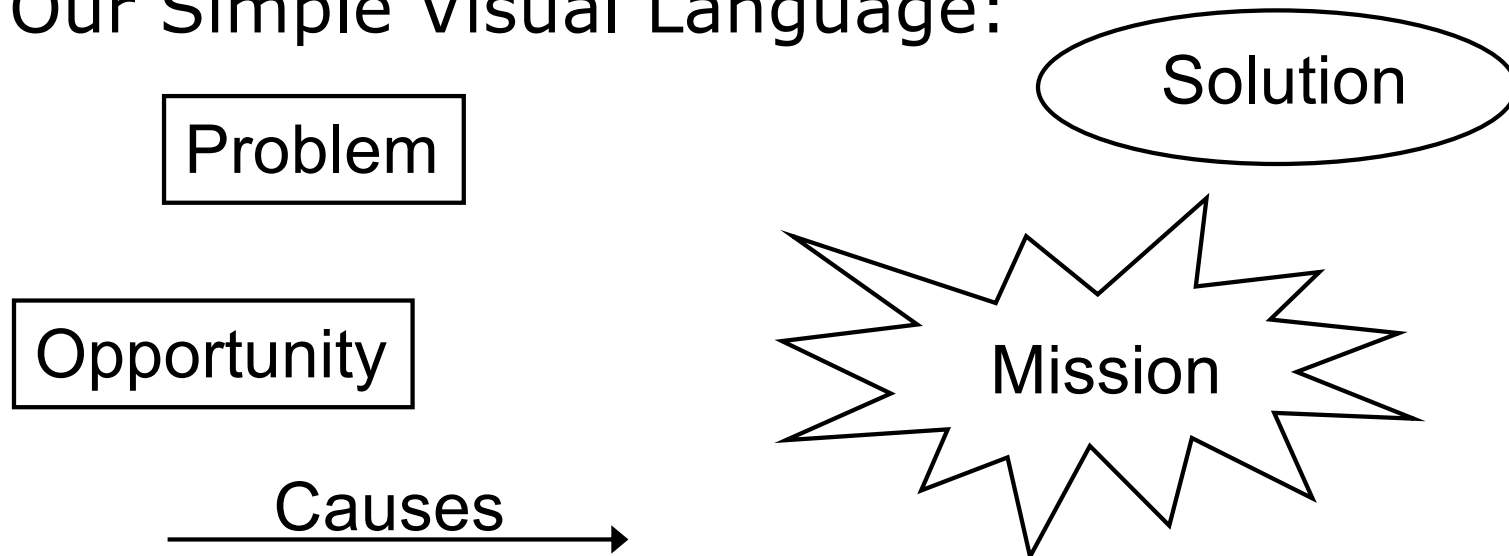 Our Simple Visual Language:
Solution
Problem
Mission
Opportunity
Causes